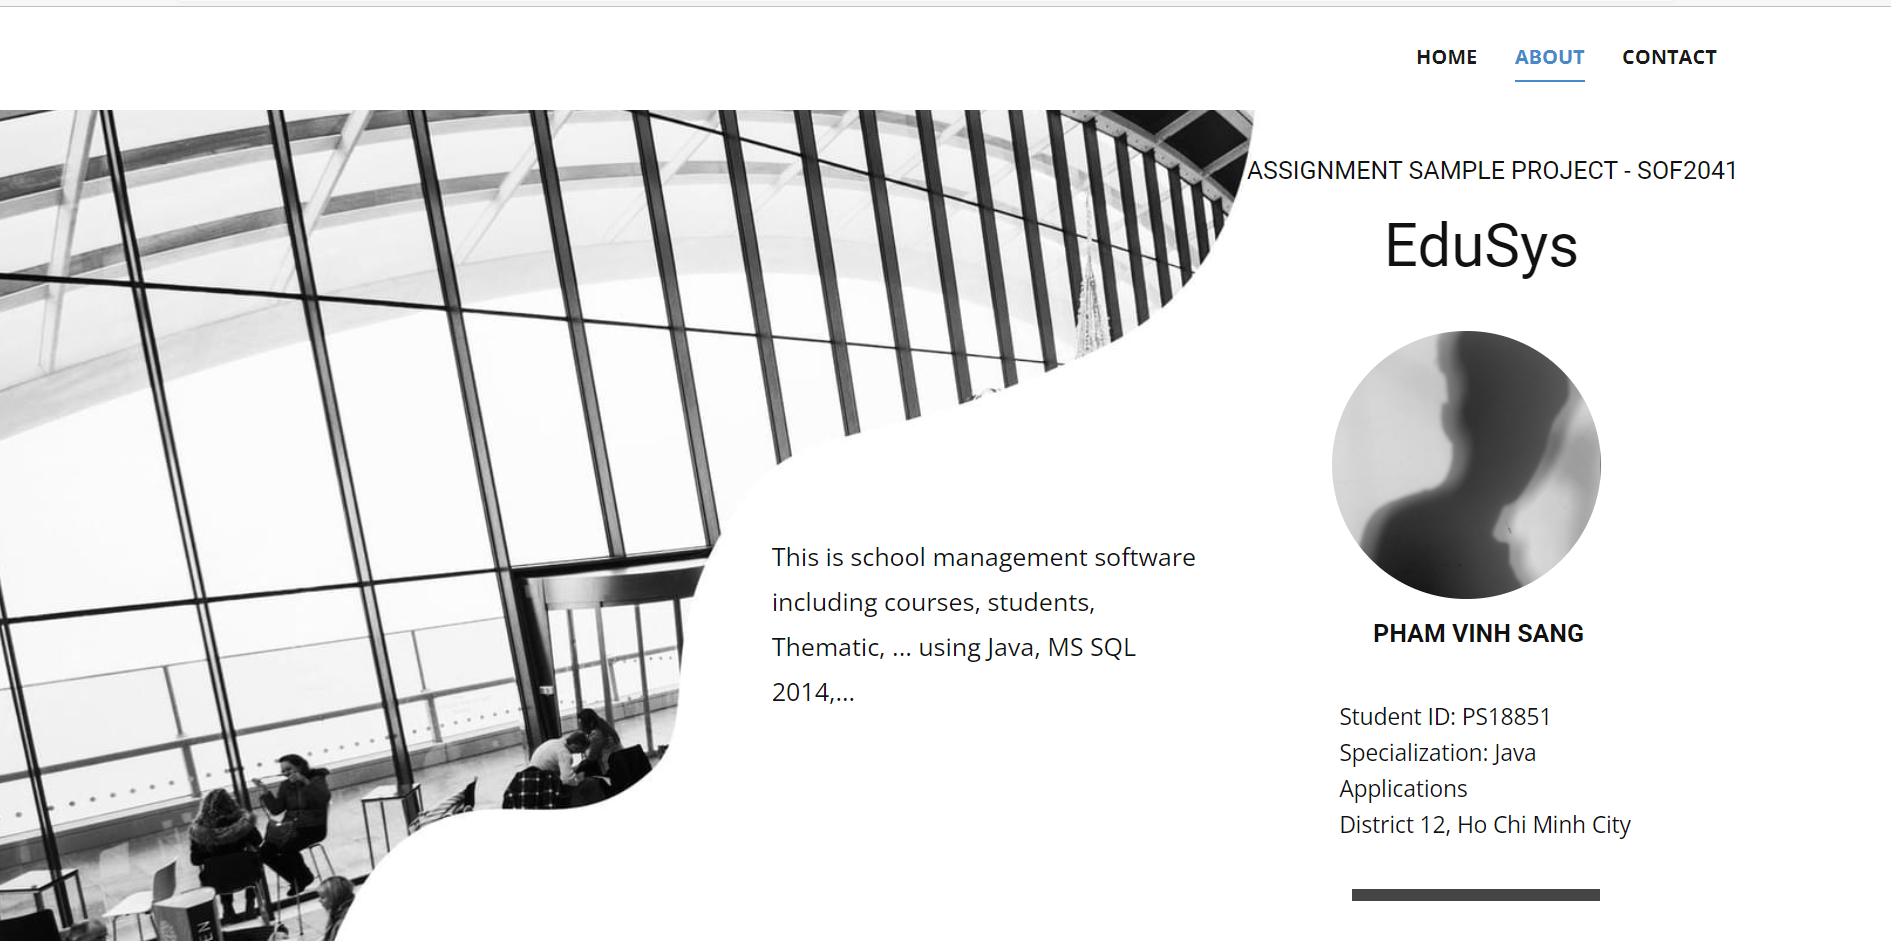 HOME ABOUT CONTACT
ASSIGNMENT SAMPLE PROJECT - SOF2041
EduSys
This is school management software
including courses, students,
Thematic, ... using Java, MS SQL
2014,...
PHAM VINH SANG
Student ID: PS18851
Specialization: Java
Applications
District 12, Ho Chi Minh City